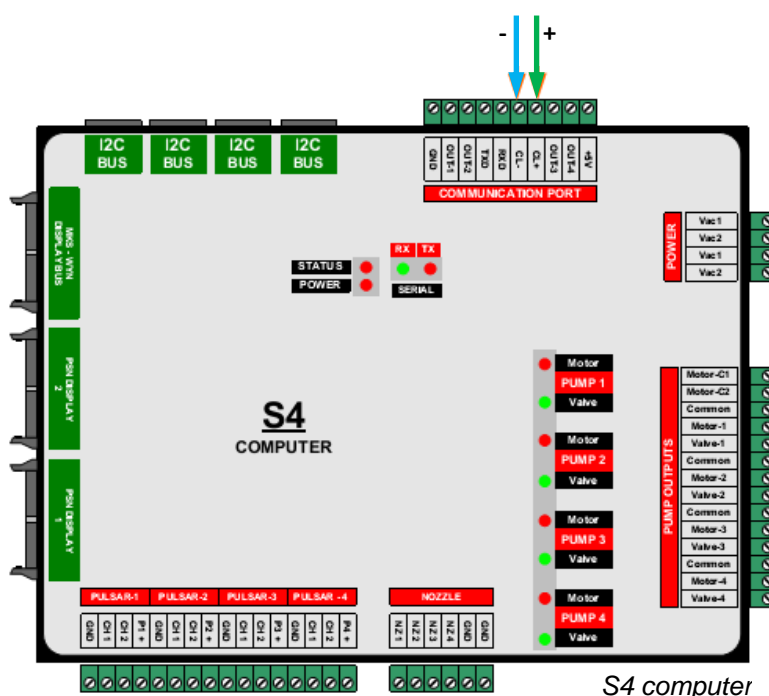 - +
I2C BUS
I2C BUS
I2C BUS
I2C BUS
GND
OUT-1
OUT-2
TXD
RXD
CL -
CL+
OUT-3
OUT-4
+5V
COMMUNICATION PORT
MKS - WYN
DISPLAY BUS
PSN DISPLAY
2
PSN DISPLAY
1
RX TX
STATUS
POWER
SERIAL
POWER
Vac1
Vac2
Vac1
Vac2
S4
COMPUTER
Motor
PUMP 1
Valve
Motor
PUMP 2
Valve
Motor
PUMP 3
Valve
Motor
PUMP 4
Valve
PUMP OUTPUTS
Motor-C1
Motor-C2
Common
Motor-1
Valve-1
Common
Motor-2
Valve-2
Common
Motor-3
Valve-3
Common
Motor-4
Valve-4
PULSAR-1 PULSAR-2 PULSAR-3 PULSAR -4
GND
CH 1
CH 2
P1 +
GND
CH 1
CH 2
P2 +
GND
CH 1
CH 2
P3 +
GND
CH 1
CH 2
P4 +
NOZZLE
NZ 1
NZ 2
NZ 3
NZ 4
GND
GND
S4 computer